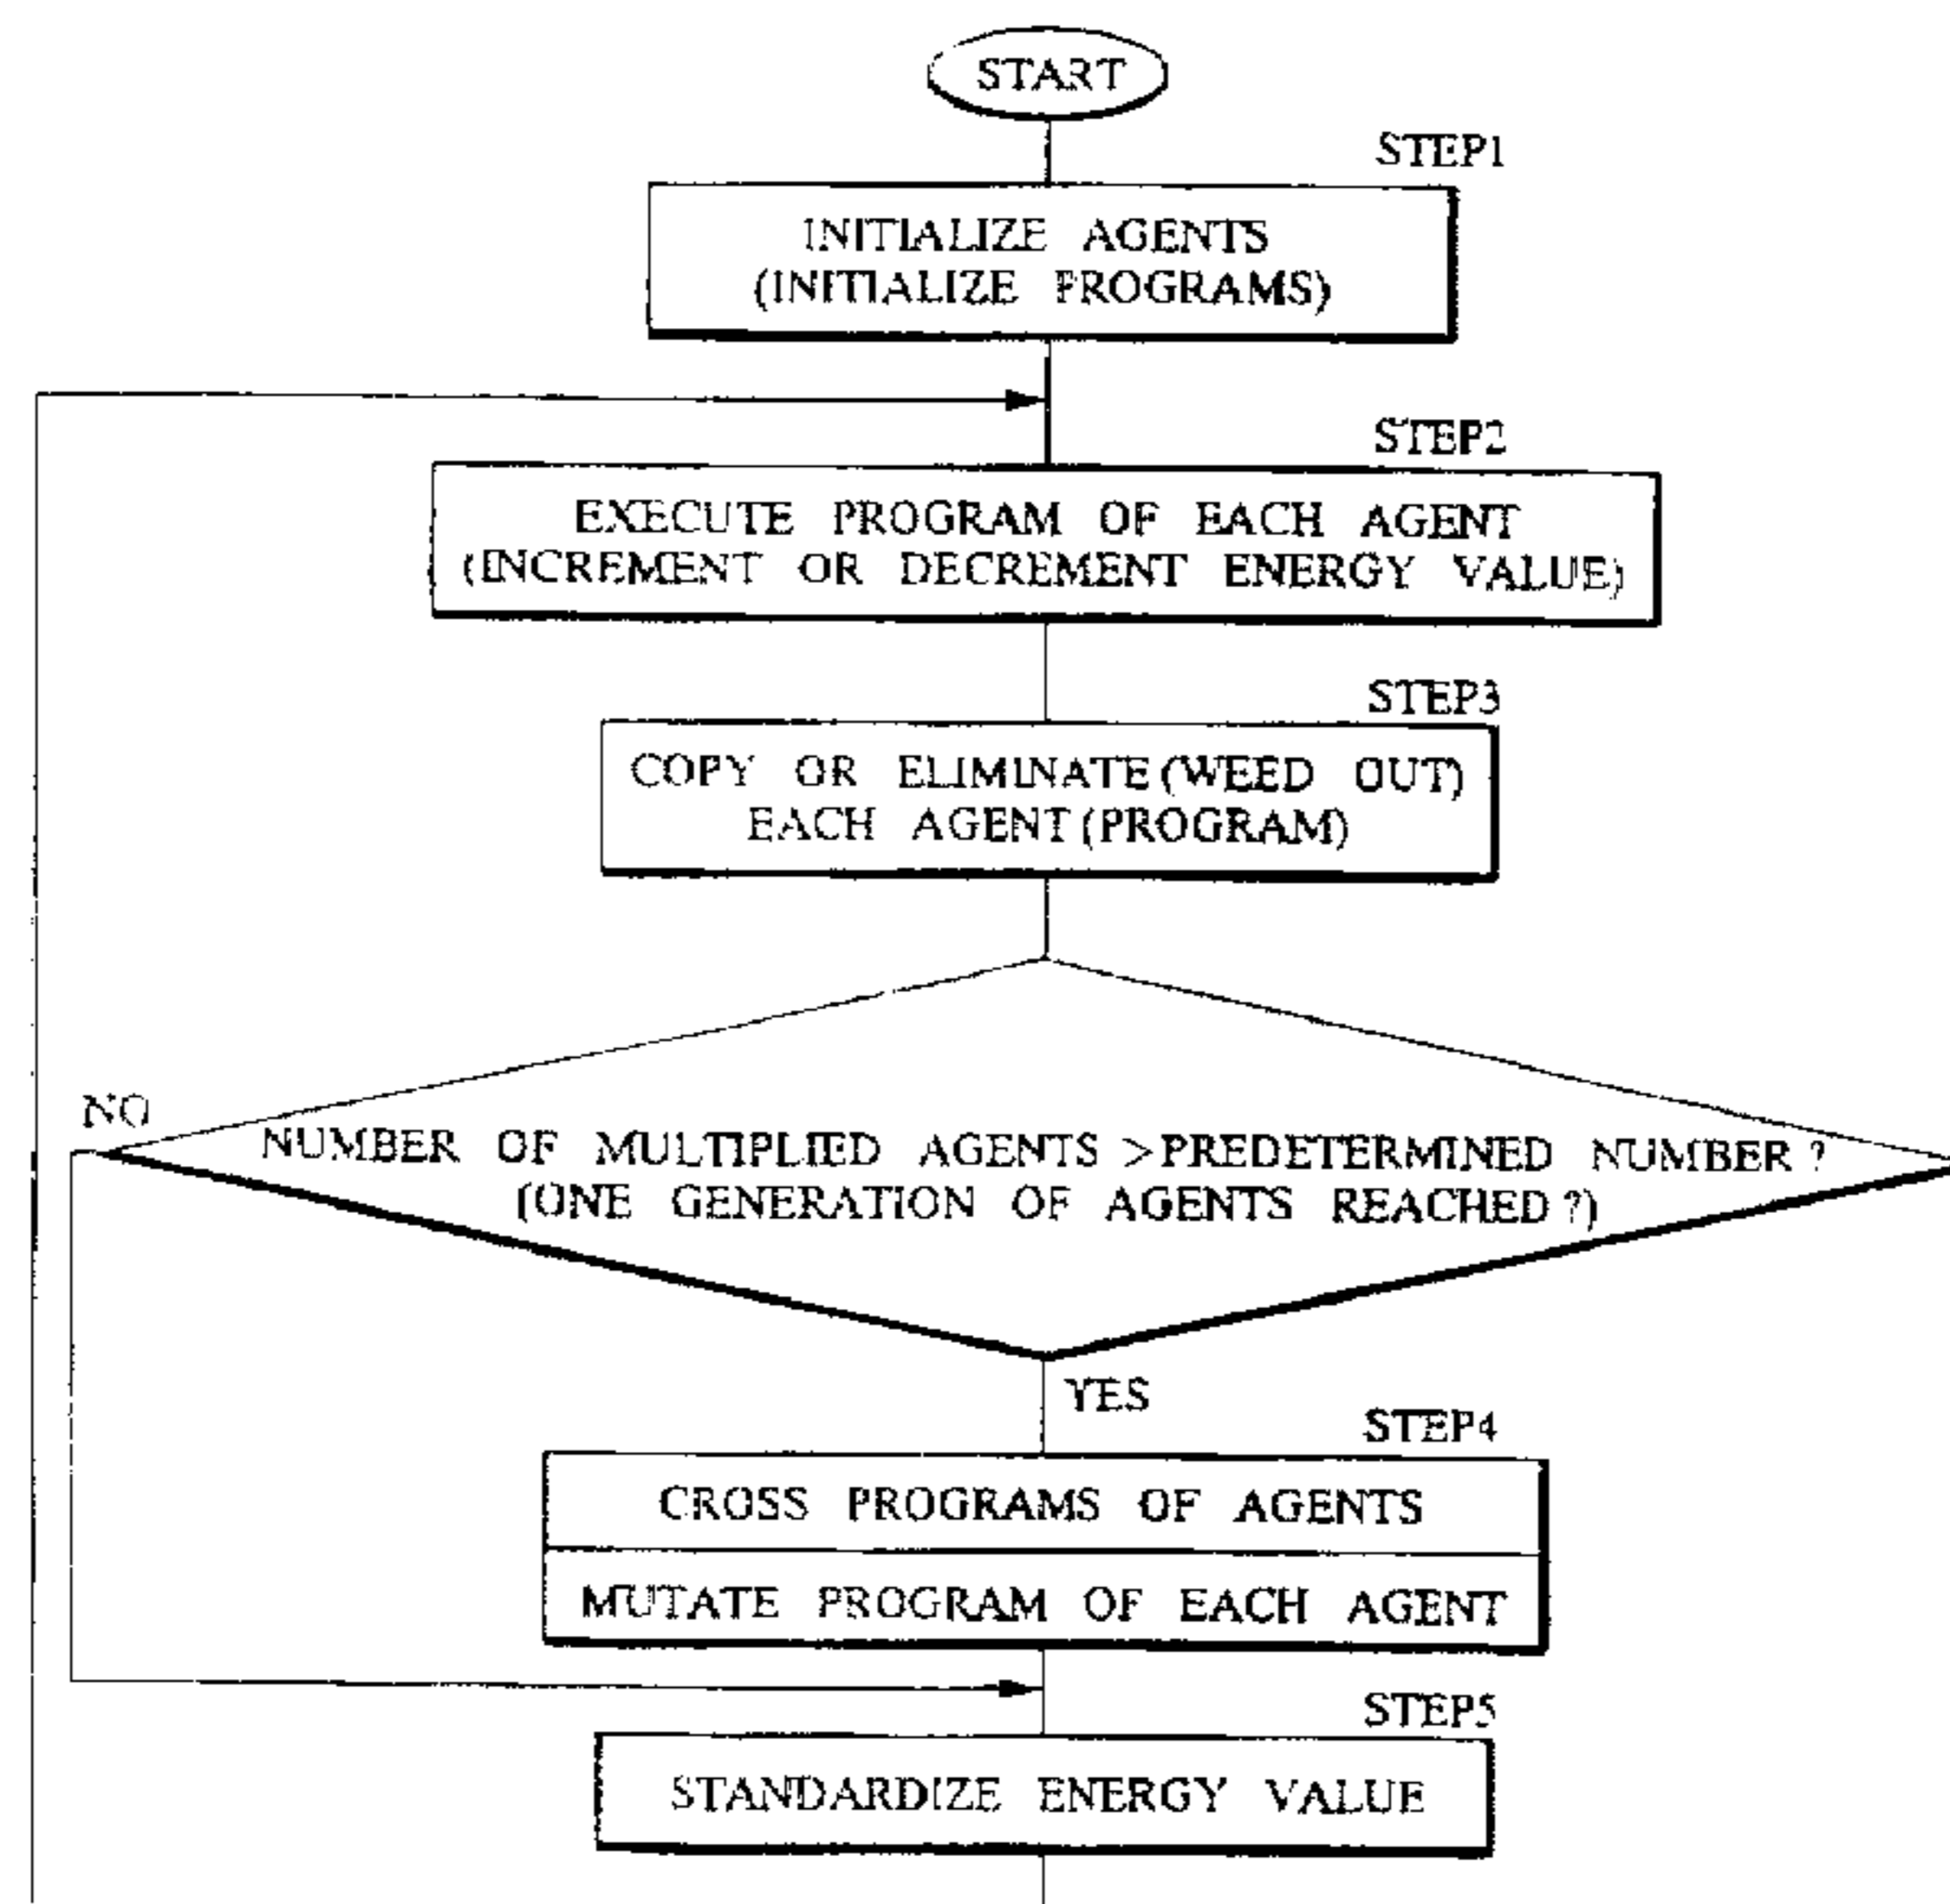 START
STEP1
INITIALIZE AGENTS
(INITIALIZE PROGRAMS)
STEP2
EXECUTE PROGRAM OF EACH AGENT
(INCREMENT OR DECREMENT ENERGY VALUE)
STEP3
COPY OR ELIMINATE (WEED OUT)
EACH AGENT (PROGRAM)
NO
NUMBER OF MULTIPLIED AGENTS >PREDETERMINED NUMBER ?
(ONE GENERATION OF AGENTS REACHED ?)
YES
STEP4
CROSS PROGRAMS OF AGENTS
MUTATE PROGRAM OF EACH AGENT
STEP5
STANDARDIZE ENERGY VALUE